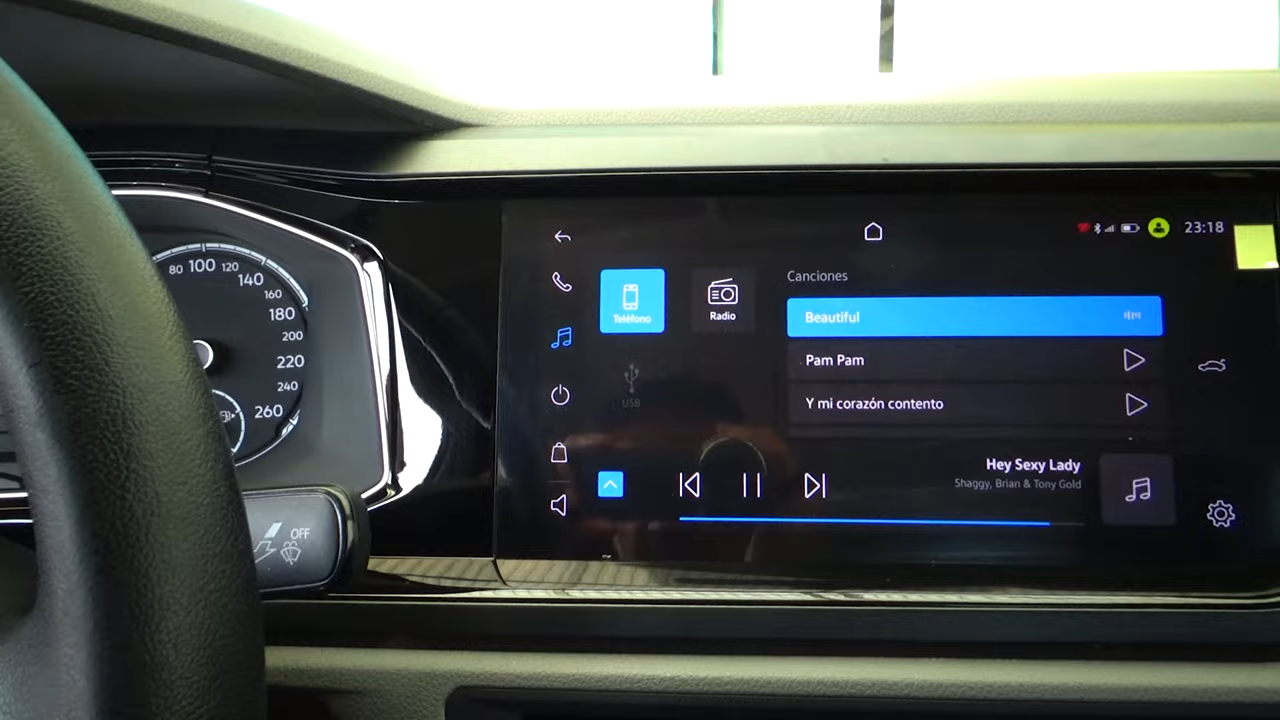 80 100 120
140
160
180
200
220
240
260
OFF
23:18
Teléfono
Radio
USB
Canciones
Beautiful
Pam Pam
Y mi corazón contento
Hey Sexy Lady
Shaggy, Brian & Tony Gold